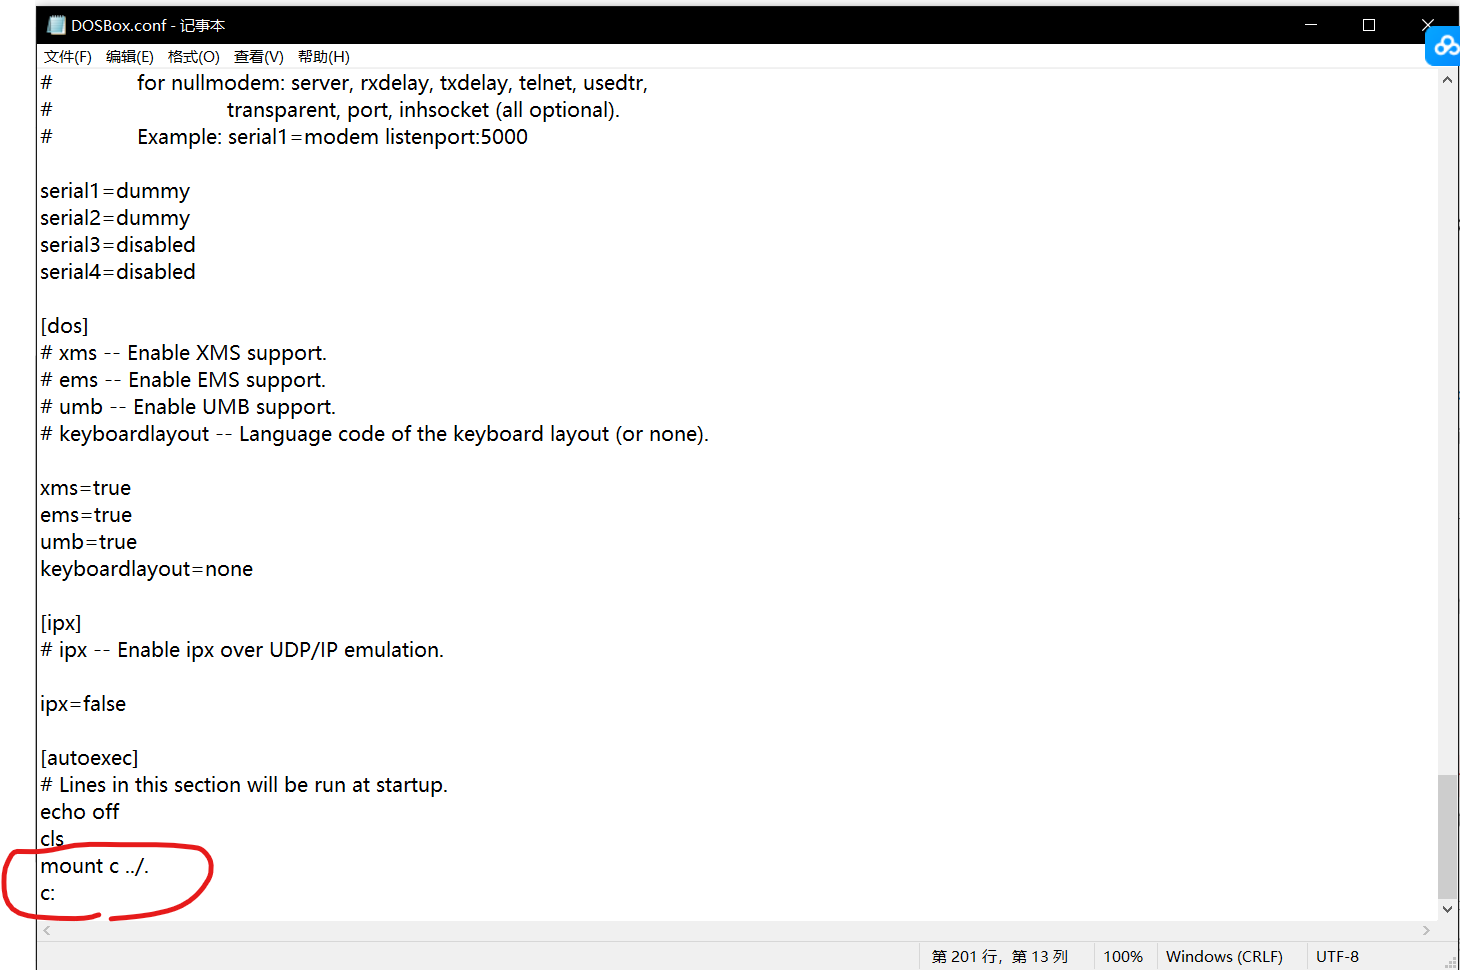 DOSBox.conf - 记事本
文件(F) 编辑(E) 格式(O) 查看(V) 帮助(H)
# for nullmodem: server, rxdelay, txdelay, telnet, usedtr,
# transparent, port, inhsocket (all optional).
# Example: serial1=modem listenport:5000
serial1=dummy
serial2=dummy
serial3=disabled
serial4=disabled
[dos]
# xms -- Enable XMS support.
# ems -- Enable EMS support.
# umb -- Enable UMB support.
# keyboardlayout -- Language code of the keyboard layout (or none).
xms=true
ems=true
umb=true
keyboardlayout=none
[ipx]
# ipx -- Enable ipx over UDP/IP emulation.
ipx=false
[autoexec]
# Lines in this section will be run at startup.
echo off
cls
mount c ../.
c:
第 201 行，第 13 列 100% Windows (CRLF) UTF-8